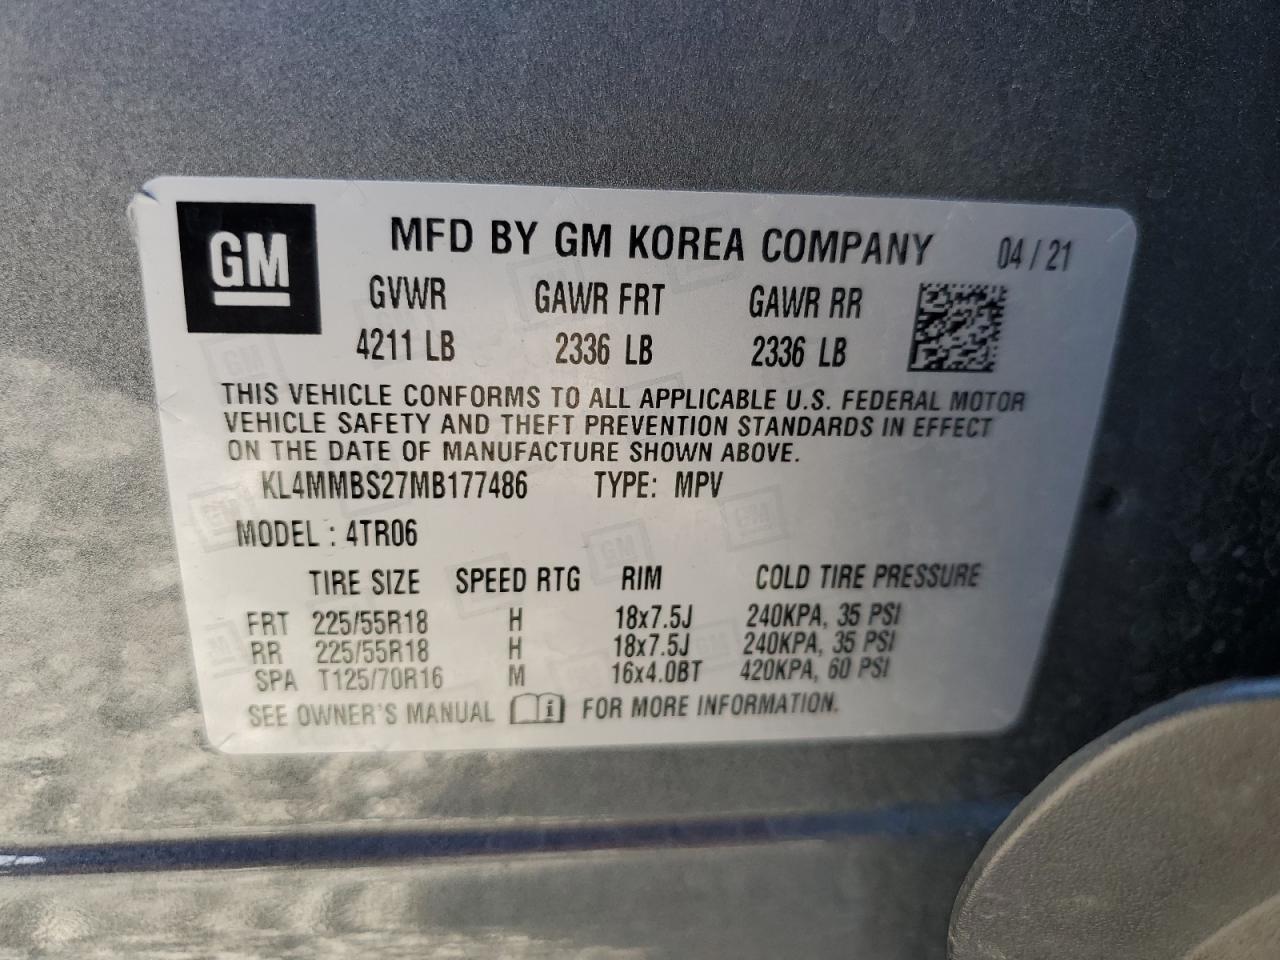 GM
MFD BY GM KOREA COMPANY 04 / 21
GVWR GAWR FRT GAWR RR
4211 LB 2336 LB 2336 LB
THIS VEHICLE CONFORMS TO ALL APPLICABLE U.S. FEDERAL MOTOR
VEHICLE SAFETY AND THEFT PREVENTION STANDARDS IN EFFECT
ON THE DATE OF MANUFACTURE SHOWN ABOVE.
KL4MMBS27MB177486 TYPE: MPV
MODEL : 4TR06
TIRE SIZE SPEED RTG RIM COLD TIRE PRESSURE
FRT 225/55R18 H 18x7.5J 240KPA, 35 PSI
RR 225/55R18 H 18x7.5J 240KPA, 35 PSI
SPA T125/70R16 M 16x4.0BT 420KPA, 60 PSI
SEE OWNER'S MANUAL i FOR MORE INFORMATION.